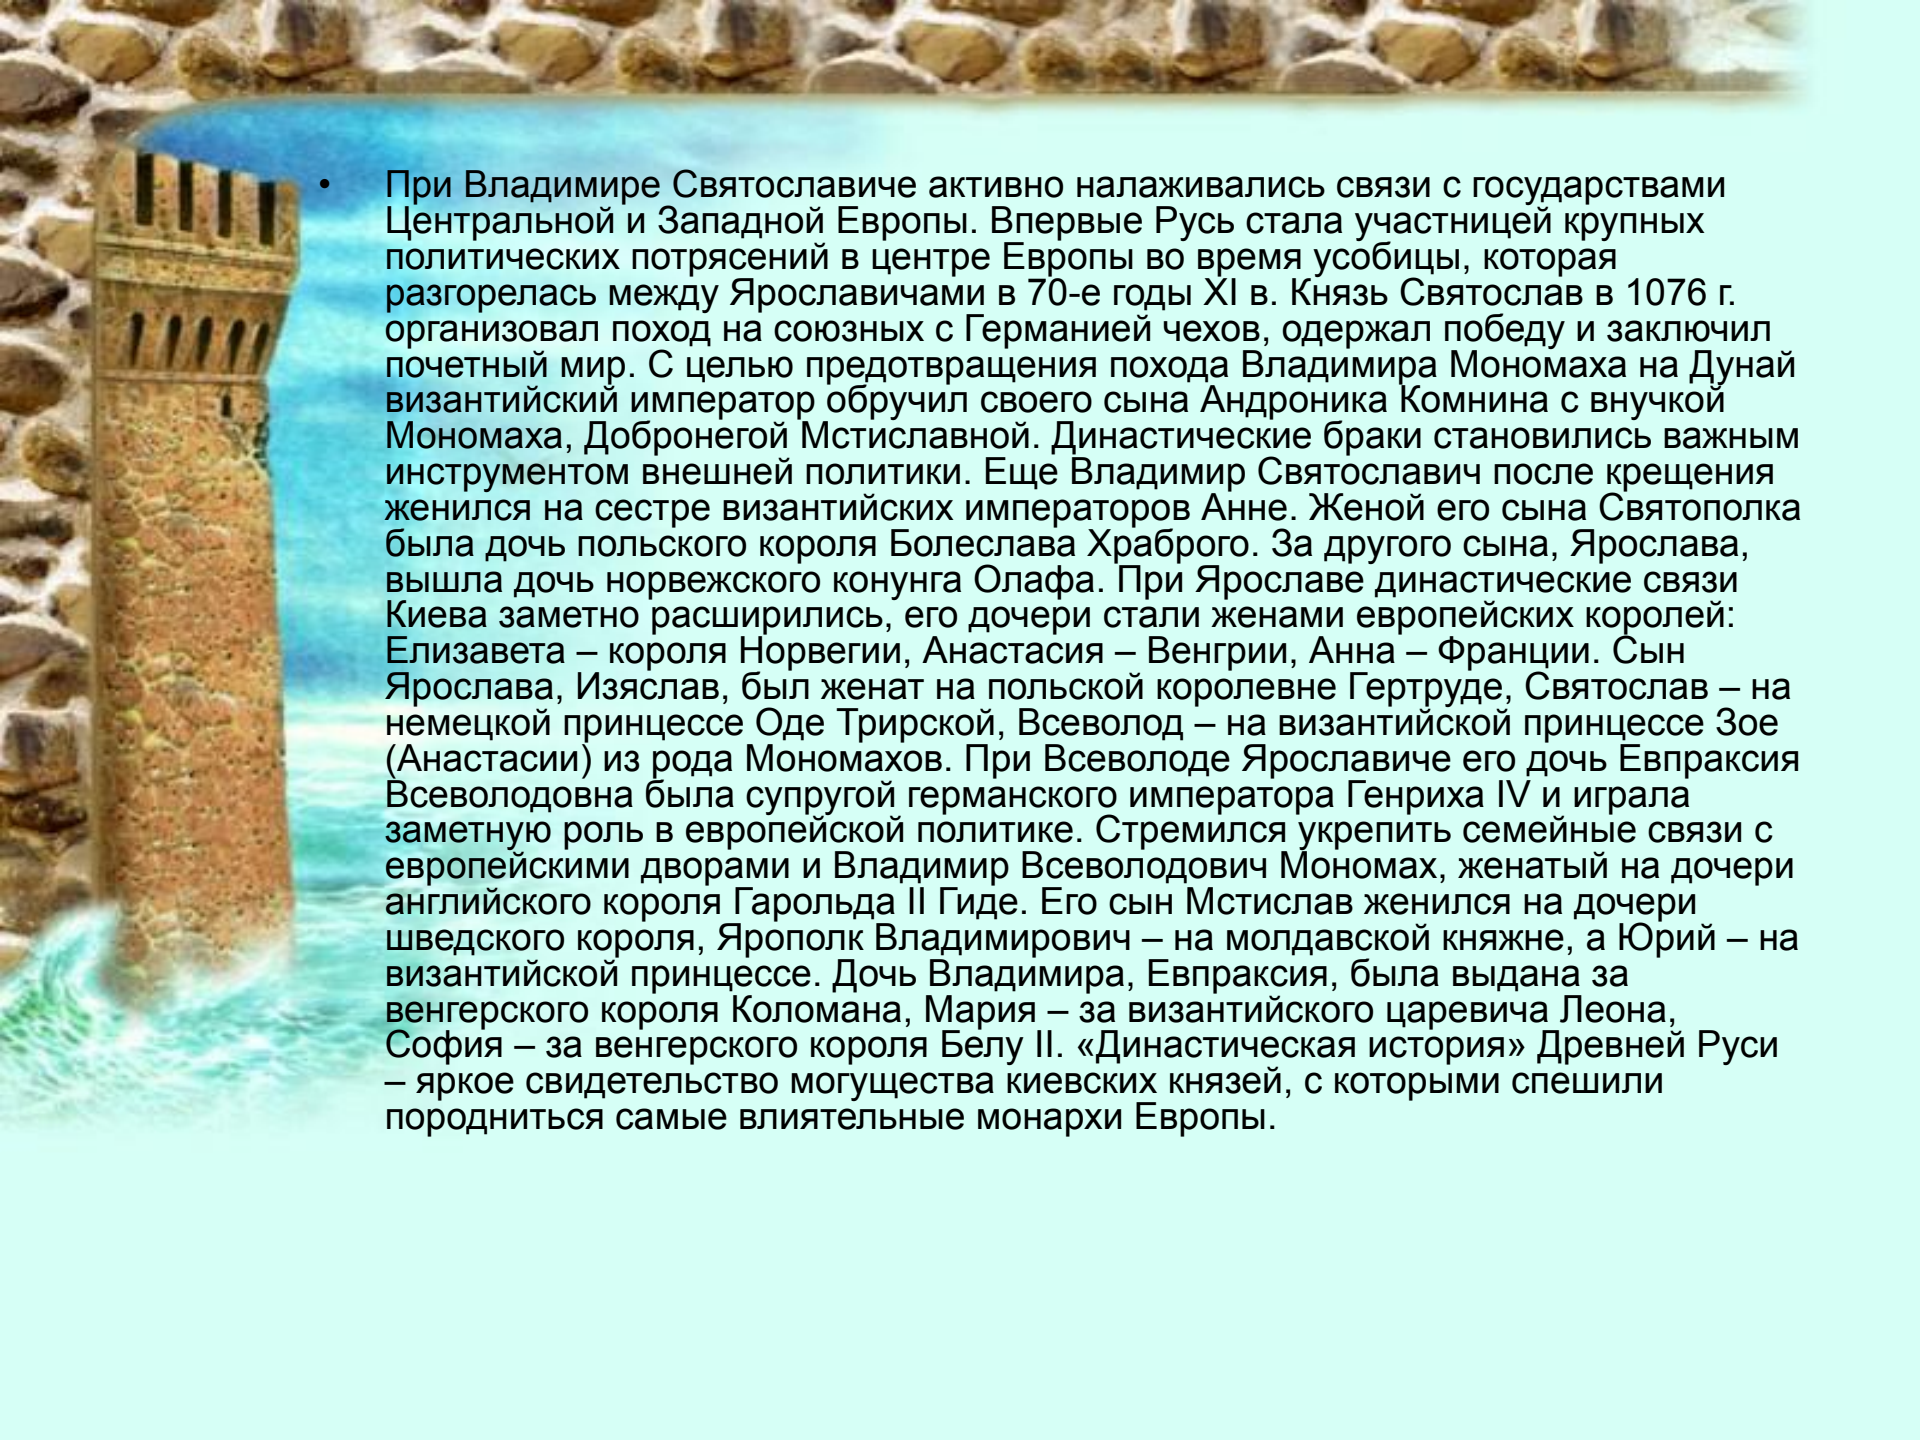 • При Владимире Святославиче активно налаживались связи с государствами
Центральной и Западной Европы. Впервые Русь стала участницей крупных
политических потрясений в центре Европы во время усобицы, которая
разгорелась между Ярославичами в 70-е годы XI в. Князь Святослав в 1076 г.
организовал поход на союзных с Германией чехов, одержал победу и заключил
почетный мир. С целью предотвращения похода Владимира Мономаха на Дунай
византийский император обручил своего сына Андроника Комнина с внучкой
Мономаха, Добронегой Мстиславной. Династические браки становились важным
инструментом внешней политики. Еще Владимир Святославич после крещения
женился на сестре византийских императоров Анне. Женой его сына Святополка
была дочь польского короля Болеслава Храброго. За другого сына, Ярослава,
вышла дочь норвежского конунга Олафа. При Ярославе династические связи
Киева заметно расширились, его дочери стали женами европейских королей:
Елизавета – короля Норвегии, Анастасия – Венгрии, Анна – Франции. Сын
Ярослава, Изяслав, был женат на польской королевне Гертруде, Святослав – на
немецкой принцессе Оде Трирской, Всеволод – на византийской принцессе Зое
(Анастасии) из рода Мономахов. При Всеволоде Ярославиче его дочь Евпраксия
Всеволодовна была супругой германского императора Генриха IV и играла
заметную роль в европейской политике. Стремился укрепить семейные связи с
европейскими дворами и Владимир Всеволодович Мономах, женатый на дочери
английского короля Гарольда II Гиде. Его сын Мстислав женился на дочери
шведского короля, Ярополк Владимирович – на молдавской княжне, а Юрий – на
византийской принцессе. Дочь Владимира, Евпраксия, была выдана за
венгерского короля Коломана, Мария – за византийского царевича Леона,
София – за венгерского короля Белу II. «Династическая история» Древней Руси
– яркое свидетельство могущества киевских князей, с которыми спешили
породниться самые влиятельные монархи Европы.